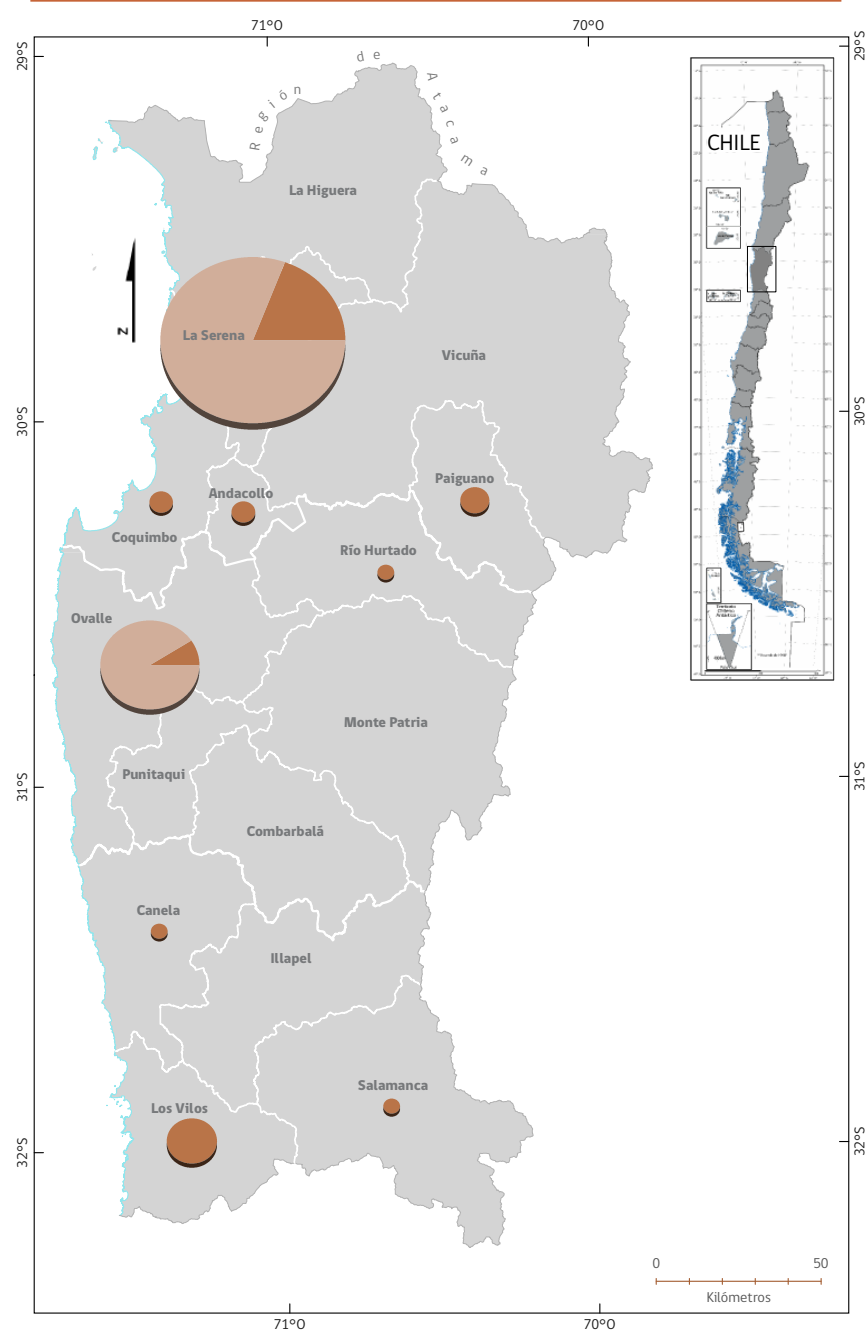 71°O 70°O
29°S 29°S
Región de Atacama
CHILE
La Higuera
N
La Serena
Vicuña
30°S 30°S
Paiguano
Andacollo
Coquimbo
Río Hurtado
Ovalle
Monte Patria
31°S 31°S
Punitaqui
Combarbalá
Canela
Illapel
Salamanca
Los Vilos
32°S 32°S
0 50
Kilómetros
71°O 70°O